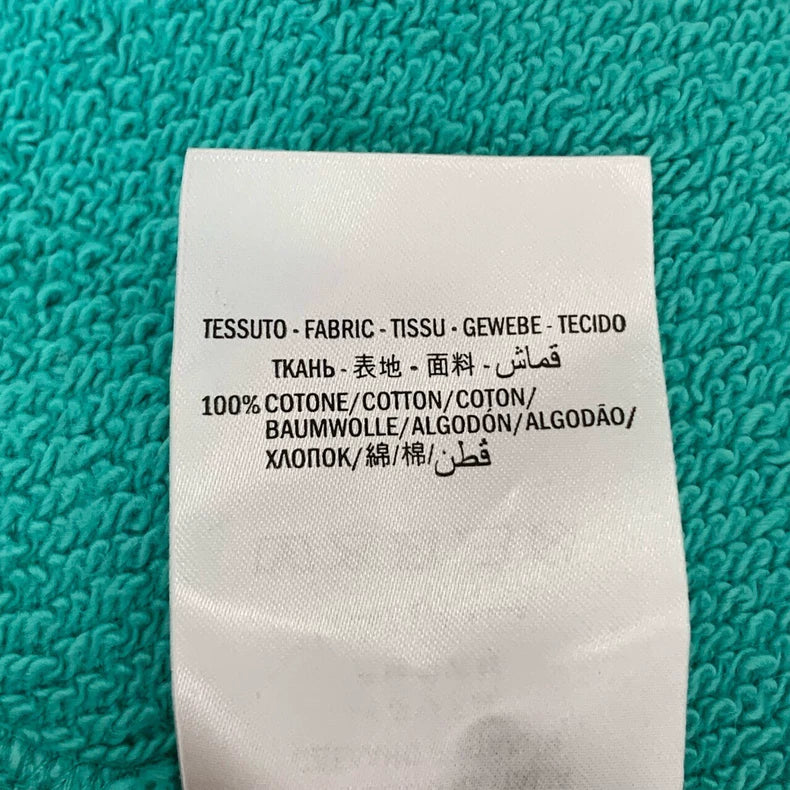 TESSUTO - FABRIC - TISSU - GEWEBE - TECIDO
ТКАНЬ - 表地 - 面料 - قماش
100% COTONE/COTTON/COTON/
BAUMWOLLE/ALGODÓN/ALGODÃO/
ХЛОПОК/綿/棉/قطن